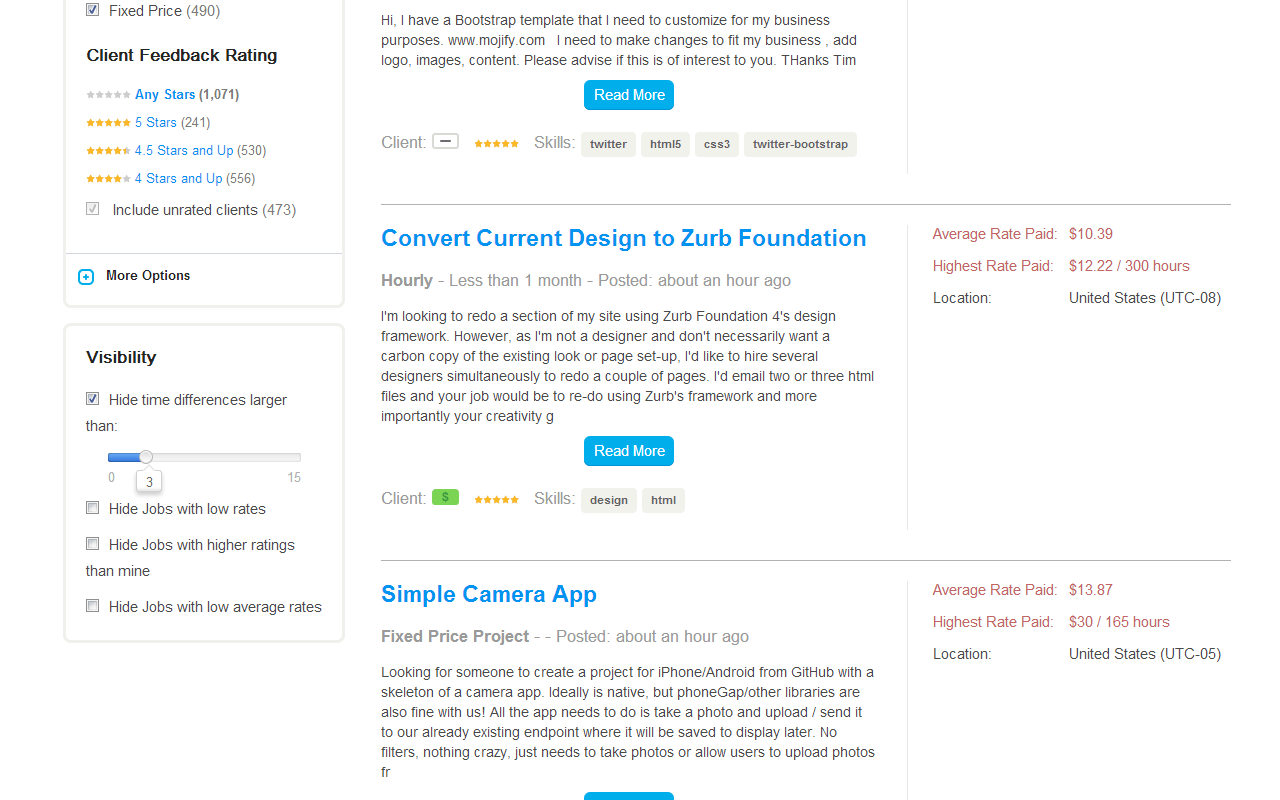 Fixed Price (490)
Client Feedback Rating
Any Stars (1,071)
5 Stars (241)
4.5 Stars and Up (530)
4 Stars and Up (556)
Include unrated clients (473)
More Options
Visibility
Hide time differences larger
than:
0
15
3
Hide Jobs with low rates
Hide Jobs with higher ratings
than mine
Hide Jobs with low average rates
Hi, I have a Bootstrap template that I need to customize for my business
purposes. www.mojify.com I need to make changes to fit my business , add
logo, images, content. Please advise if this is of interest to you. THanks Tim
Read More
Client: Skills: twitter html5 css3 twitter-bootstrap
Convert Current Design to Zurb Foundation
Hourly - Less than 1 month - Posted: about an hour ago
I'm looking to redo a section of my site using Zurb Foundation 4's design
framework. However, as I'm not a designer and don't necessarily want a
carbon copy of the existing look or page set-up, I'd like to hire several
designers simultaneously to redo a couple of pages. I'd email two or three html
files and your job would be to re-do using Zurb's framework and more
importantly your creativity g
Read More
Client: $ Skills: design html
Average Rate Paid: $10.39
Highest Rate Paid: $12.22 / 300 hours
Location: United States (UTC-08)
Simple Camera App
Fixed Price Project - - Posted: about an hour ago
Looking for someone to create a project for iPhone/Android from GitHub with a
skeleton of a camera app. Ideally is native, but phoneGap/other libraries are
also fine with us! All the app needs to do is take a photo and upload / send it
to our already existing endpoint where it will be saved to display later. No
filters, nothing crazy, just needs to take photos or allow users to upload photos
fr
Average Rate Paid: $13.87
Highest Rate Paid: $30 / 165 hours
Location: United States (UTC-05)